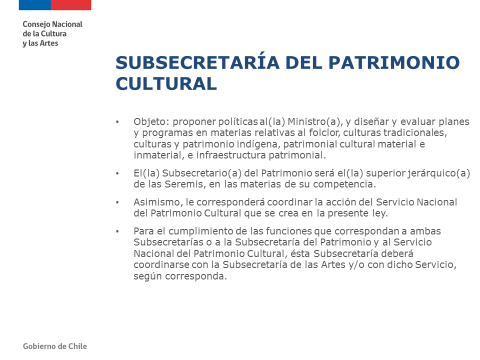 Consejo Nacional
de la Cultura
y las Artes
SUBSECRETARÍA DEL PATRIMONIO
CULTURAL
• Objeto: proponer políticas al(la) Ministro(a), y diseñar y evaluar planes
y programas en materias relativas al folclor, culturas tradicionales,
culturas y patrimonio indígena, patrimonial cultural material e
inmaterial, e infraestructura patrimonial.
• El(la) Subsecretario(a) del Patrimonio será el(la) superior jerárquico(a)
de las Seremis, en las materias de su competencia.
• Asimismo, le corresponderá coordinar la acción del Servicio Nacional
del Patrimonio Cultural que se crea en la presente ley.
• Para el cumplimiento de las funciones que correspondan a ambas
Subsecretarías o a la Subsecretaría del Patrimonio y al Servicio
Nacional del Patrimonio Cultural, ésta Subsecretaría deberá
coordinarse con la Subsecretaría de las Artes y/o con dicho Servicio,
según corresponda.
Gobierno de Chile